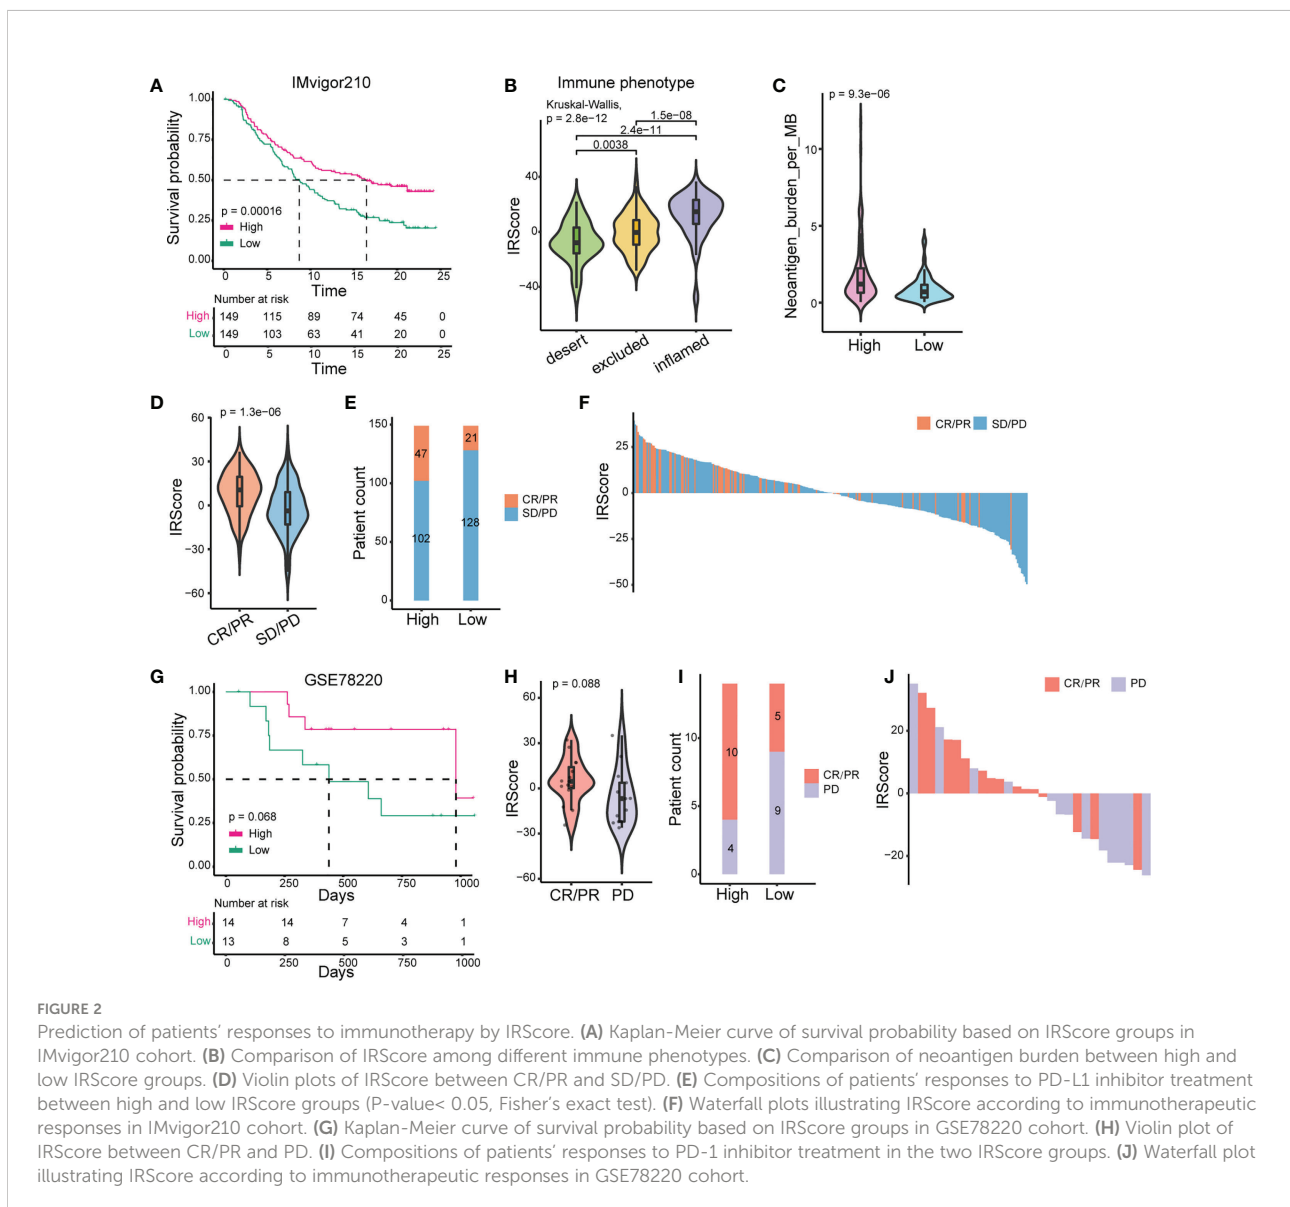 A
IMvigor210
Survival probability
1.00
0.75
0.50
0.25
0.00
p = 0.00016
High
Low
0 5 10 15 20 25
Time
Number at risk
High 149 115 89 74 45 0
Low 149 103 63 41 20 0
0 5 10 15 20 25
Time
B
Immune phenotype
Kruskal-Wallis,
p = 2.8e-12
1.5e-08
2.4e-11
0.0038
IRScore
40
0
-40
desert excluded inflamed
C
p = 9.3e-06
Neoantigen_burden_per_MB
10
5
0
High Low
D
p = 1.3e-06
IRScore
60
30
0
-30
-60
CR/PR SD/PD
E
Patient count
150
100
50
0
47 21
102 128
CR/PR
SD/PD
High Low
F
CR/PR SD/PD
IRScore
25
0
-25
-50
G
GSE78220
Survival probability
1.00
0.75
0.50
0.25
0.00
p = 0.068
High
Low
0 250 500 750 1000
Days
Number at risk
High 14 14 7 4 1
Low 13 8 5 3 1
0 250 500 750 1000
Days
H
p = 0.088
IRScore
60
30
0
-30
-60
CR/PR PD
I
Patient count
10
5
0
10 5
4 9
CR/PR
PD
High Low
J
CR/PR PD
IRScore
20
0
-20
FIGURE 2
Prediction of patients' responses to immunotherapy by IRScore. (A) Kaplan-Meier curve of survival probability based on IRScore groups in
IMvigor210 cohort. (B) Comparison of IRScore among different immune phenotypes. (C) Comparison of neoantigen burden between high and
low IRScore groups. (D) Violin plots of IRScore between CR/PR and SD/PD. (E) Compositions of patients' responses to PD-L1 inhibitor treatment
between high and low IRScore groups (P-value< 0.05, Fisher's exact test). (F) Waterfall plots illustrating IRScore according to immunotherapeutic
responses in IMvigor210 cohort. (G) Kaplan-Meier curve of survival probability based on IRScore groups in GSE78220 cohort. (H) Violin plot of
IRScore between CR/PR and PD. (I) Compositions of patients' responses to PD-1 inhibitor treatment in the two IRScore groups. (J) Waterfall plot
illustrating IRScore according to immunotherapeutic responses in GSE78220 cohort.